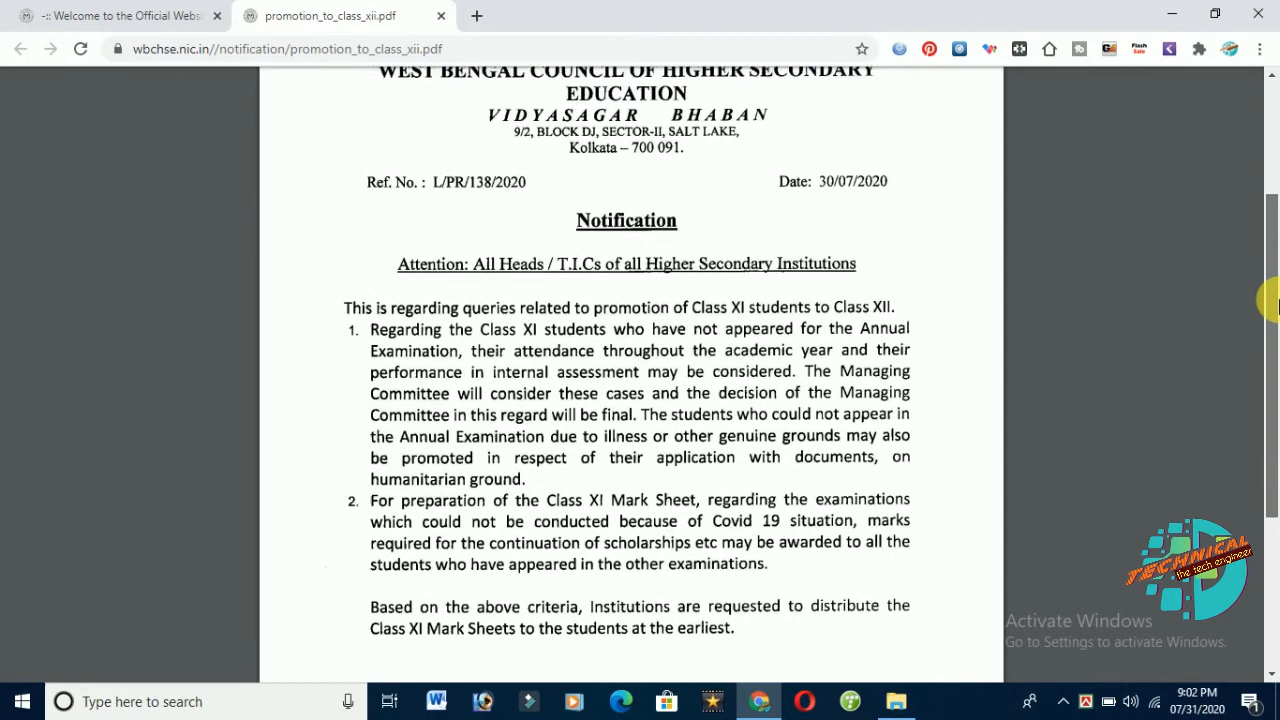 -:: Welcome to the Official Webs
promotion_to_class_xii.pdf
wbchse.nic.in//notification/promotion_to_class_xii.pdf
WEST BENGAL COUNCIL OF HIGHER SECONDARY
EDUCATION
VIDYASAGAR BHABAN
9/2, BLOCK DJ, SECTOR-II, SALT LAKE,
Kolkata – 700 091.
Ref. No. : L/PR/138/2020
Date: 30/07/2020
Notification
Attention: All Heads / T.I.Cs of all Higher Secondary Institutions
This is regarding queries related to promotion of Class XI students to Class XII.
1. Regarding the Class XI students who have not appeared for the Annual
Examination, their attendance throughout the academic year and their
performance in internal assessment may be considered. The Managing
Committee will consider these cases and the decision of the Managing
Committee in this regard will be final. The students who could not appear in
the Annual Examination due to illness or other genuine grounds may also
be promoted in respect of their application with documents, on
humanitarian ground.
2. For preparation of the Class XI Mark Sheet, regarding the examinations
which could not be conducted because of Covid 19 situation, marks
required for the continuation of scholarships etc may be awarded to all the
students who have appeared in the other examinations.
Based on the above criteria, Institutions are requested to distribute the
Class XI Mark Sheets to the students at the earliest.
TECHNICAL
the tech engineer
Activate Windows
Go to Settings to activate Windows.
Type here to search
9:02 PM
07/31/2020